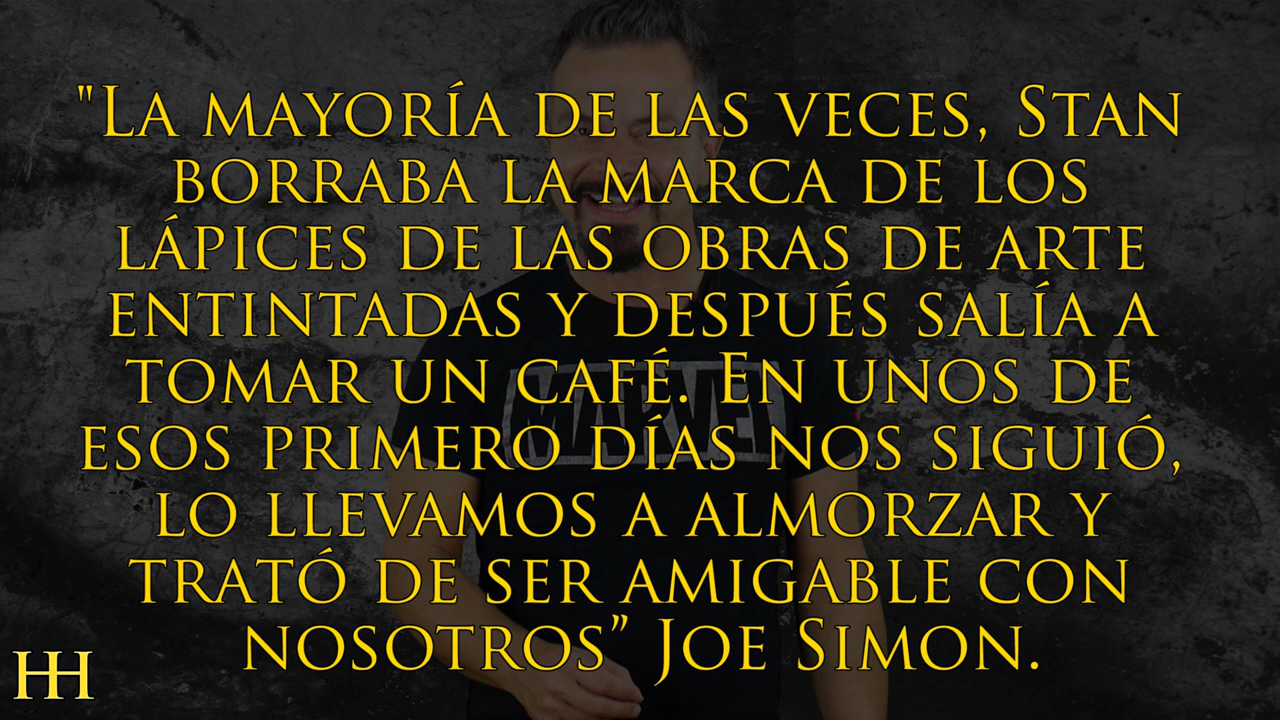 "La mayoría de las veces, Stan
borraba la marca de los
lápices de las obras de arte
entintadas y después salía a
tomar un café. En unos de
esos primero días nos siguió,
lo llevamos a almorzar y
trató de ser amigable con
nosotros” Joe Simon.
MARVEL
HH